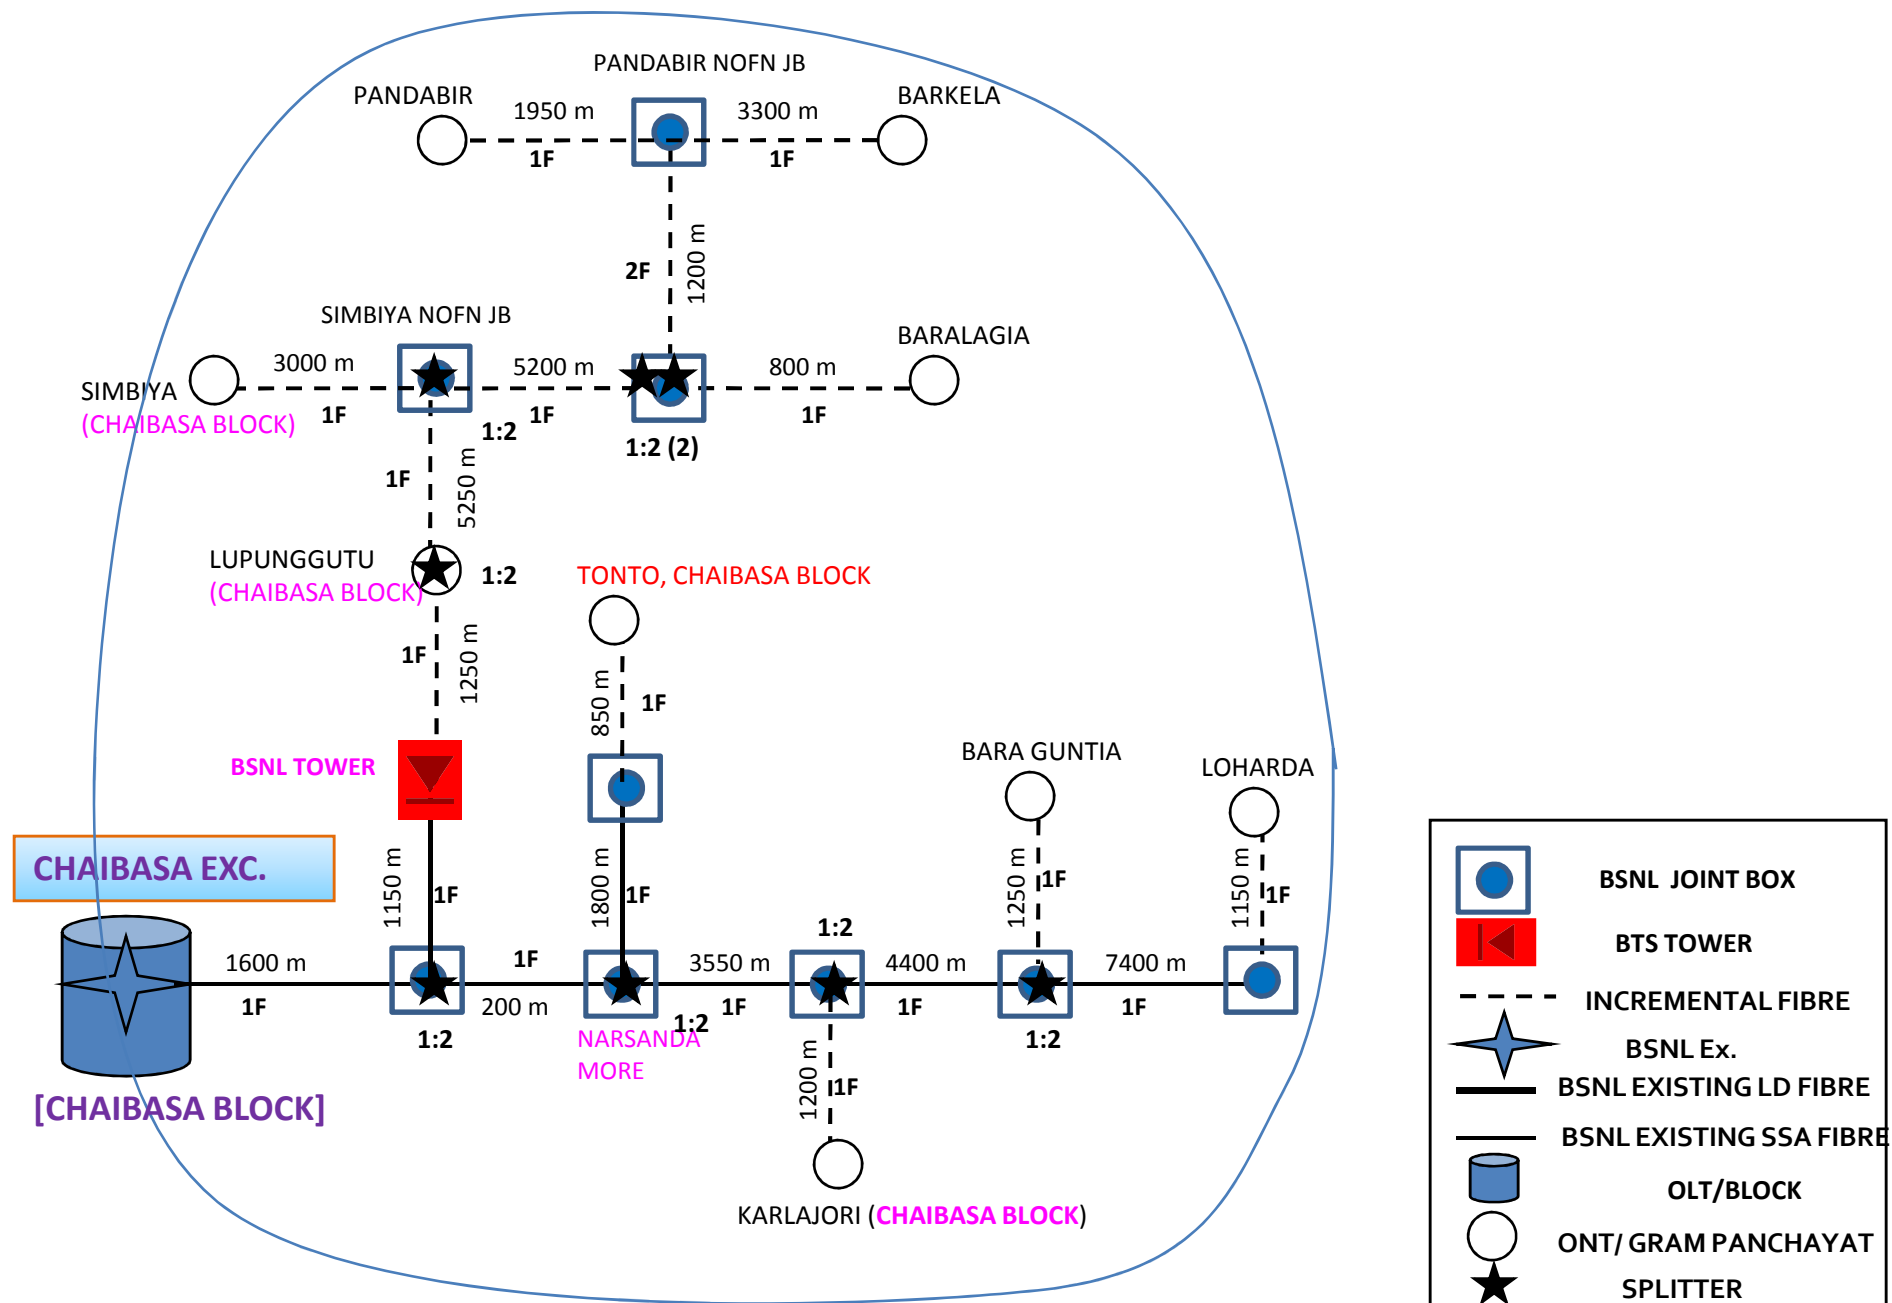 PANDABIR NOFN JB
PANDABIR
1950 m
3300 m
BARKELA
1F
1F
2F
1200 m
SIMBIYA NOFN JB
BARALAGIA
3000 m
5200 m
800 m
SIMBIYA
(CHAIBASA BLOCK)
1F
1F
1F
1:2
1:2 (2)
1F
5250 m
LUPUNGGUTU
(CHAIBASA BLOCK)
1:2
TONTO, CHAIBASA BLOCK
1F
1250 m
850 m
1F
BSNL TOWER
BARA GUNTIA
LOHARDA
CHAIBASA EXC.
1150 m
1F
1800 m
1F
1250 m
1F
1150 m
1F
1:2
1600 m
1F
3550 m
4400 m
7400 m
1F
200 m
1F
1F
1F
1:2
1:2
1:2
NARSANDA
MORE
1200 m
1F
[CHAIBASA BLOCK]
KARLAJORI (CHAIBASA BLOCK)
BSNL JOINT BOX
BTS TOWER
INCREMENTAL FIBRE
BSNL Ex.
BSNL EXISTING LD FIBRE
BSNL EXISTING SSA FIBRE
OLT/BLOCK
ONT/ GRAM PANCHAYAT
SPLITTER